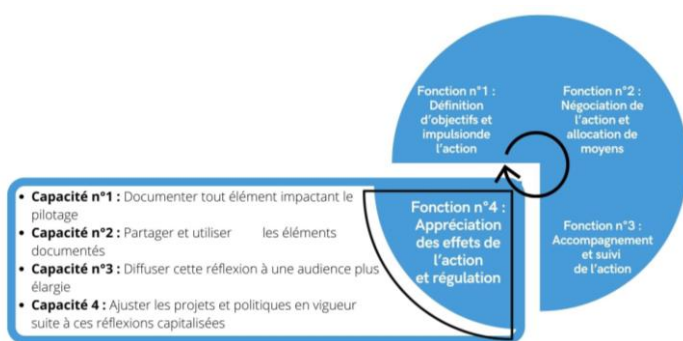 Fonction n°1 :
Définition
d'objectifs et
impulsionde
l'action
Fonction n°2 :
Négociation de
l'action et
allocation de
moyens
Fonction n°3 :
Accompagnement
et suivi
de l'action
Fonction n°4 :
Appréciation
des effets de
l'action
et régulation
• Capacité n°1 : Documenter tout élément impactant le
pilotage
• Capacité n°2 : Partager et utiliser les éléments
documentés
• Capacité n°3 : Diffuser cette réflexion à une audience plus
élargie
• Capacité 4 : Ajuster les projets et politiques en vigueur
suite à ces réflexions capitalisées